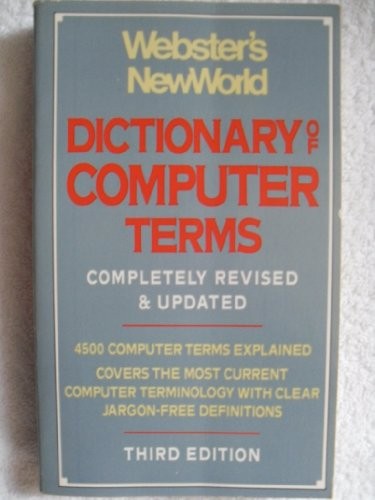 Webster's
NewWorld
DICTIONARY OF
COMPUTER
TERMS
COMPLETELY REVISED
& UPDATED
4500 COMPUTER TERMS EXPLAINED
COVERS THE MOST CURRENT
COMPUTER TERMINOLOGY WITH CLEAR
JARGON-FREE DEFINITIONS
THIRD EDITION